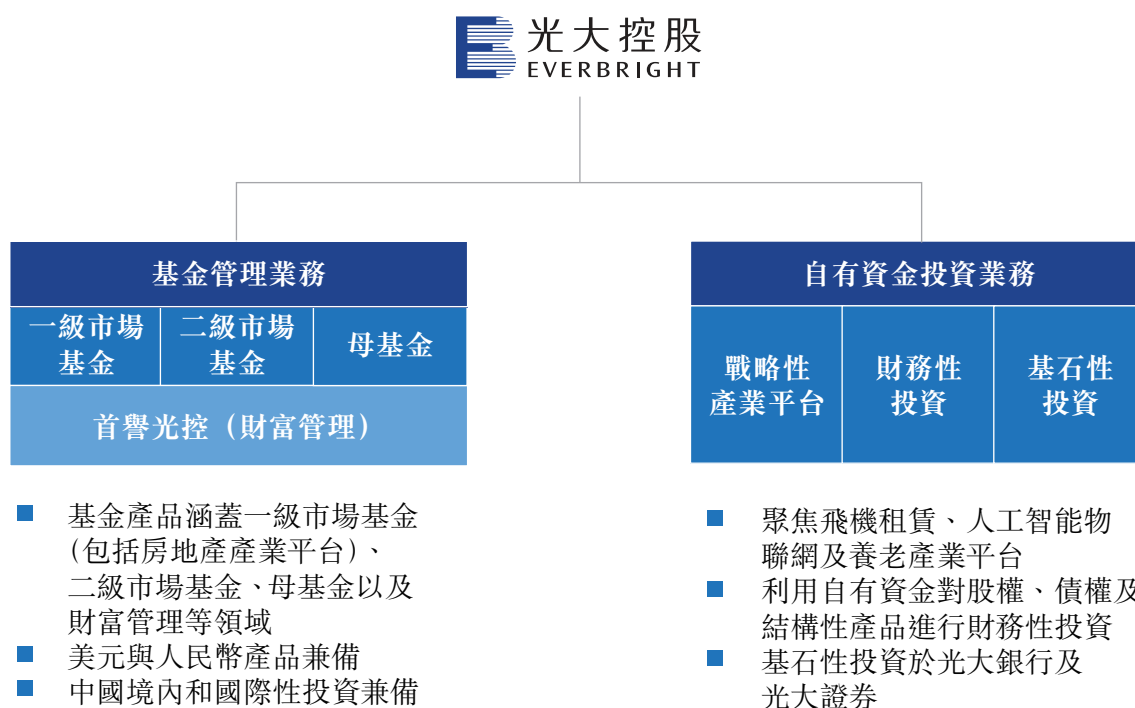 光大控股
EVERBRIGHT
基金管理業務
一級市場
基金
二級市場
基金
母基金
首譽光控（財富管理）
基金產品涵蓋一級市場基金
(包括房地產產業平台)、
二級市場基金、母基金以及
財富管理等領域
美元與人民幣產品兼備
中國境內和國際性投資兼備
自有資金投資業務
戰略性
產業平台
財務性
投資
基石性
投資
聚焦飛機租賃、人工智能物
聯網及養老產業平台
利用自有資金對股權、債權及
結構性產品進行財務性投資
基石性投資於光大銀行及
光大證券